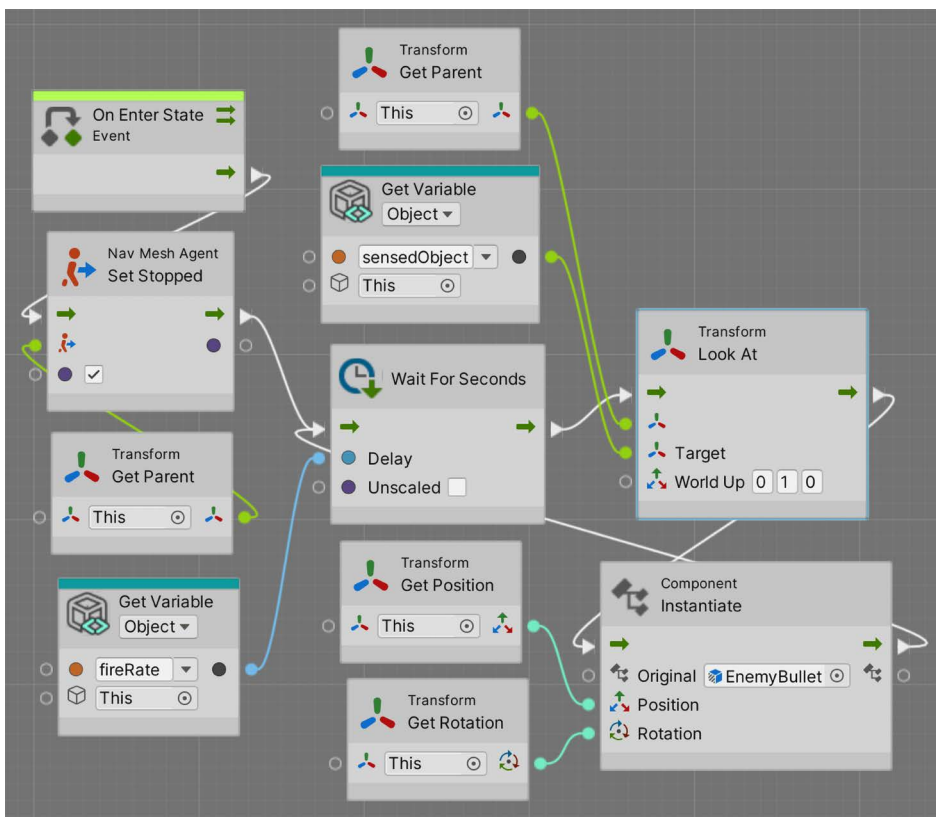 On Enter State
Event
Nav Mesh Agent
Set Stopped
Transform
Get Parent
This
Get Variable
Object
fireRate
This
Transform
Get Parent
This
Get Variable
Object
sensedObject
This
Wait For Seconds
Delay
Unscaled
Transform
Get Position
This
Transform
Get Rotation
This
Transform
Look At
Target
World Up 0 1 0
Component
Instantiate
Original EnemyBullet
Position
Rotation